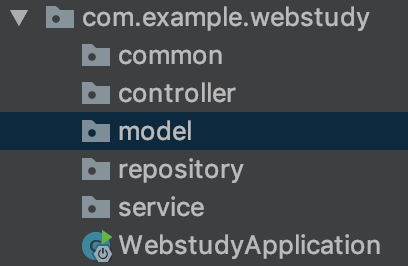 com.example.webstudy
common
controller
model
repository
service
WebstudyApplication